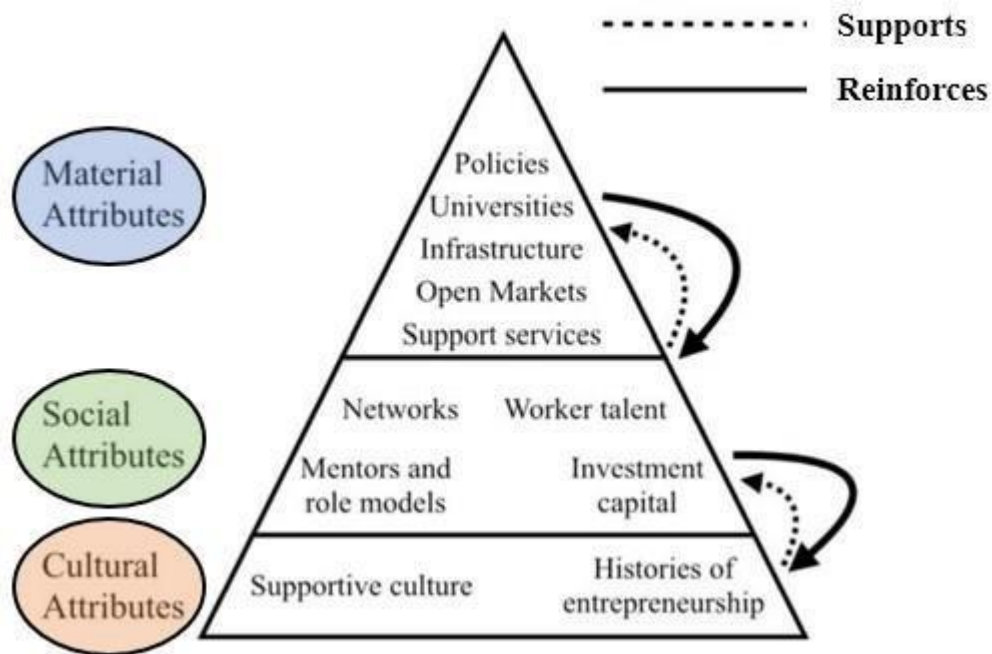 Supports
Reinforces
Material
Attributes
Policies
Universities
Infrastructure
Open Markets
Support services
Social
Attributes
Networks Worker talent
Mentors and
role models
Investment
capital
Cultural
Attributes
Supportive culture
Histories of
entrepreneurship